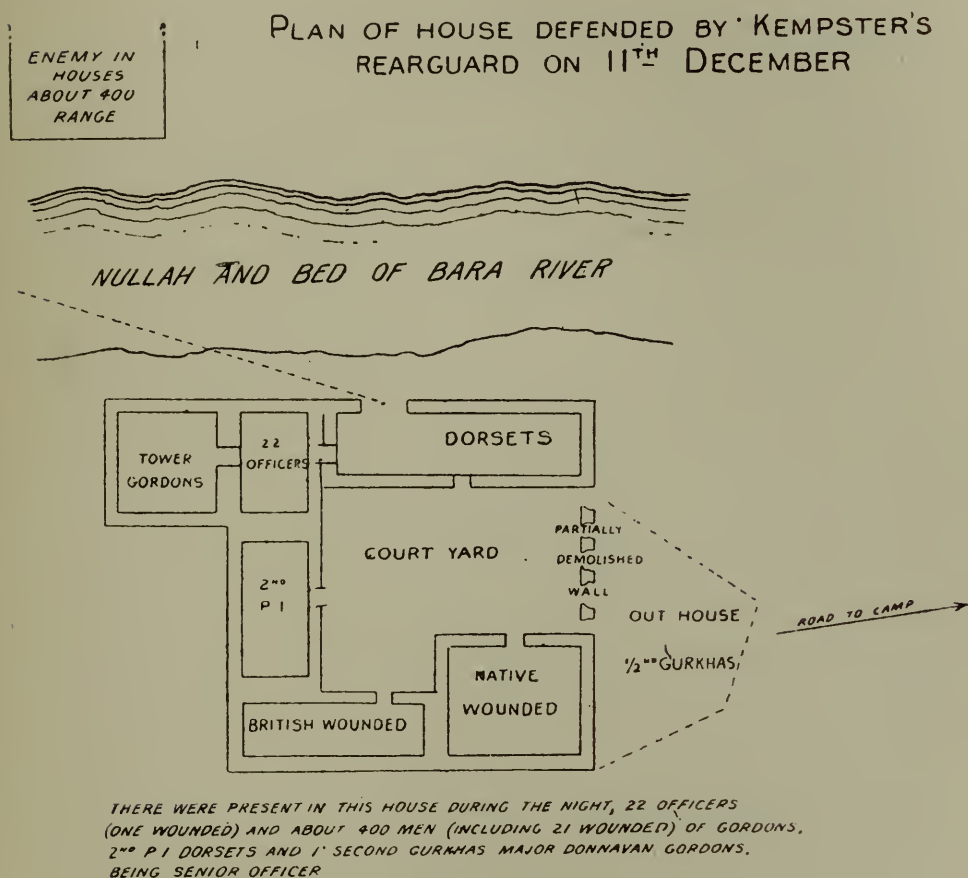 PLAN OF HOUSE DEFENDED BY KEMPSTER'S
REARGUARD ON 11TH DECEMBER
ENEMY IN
HOUSES
ABOUT 400
RANGE
NULLAH AND BED OF BARA RIVER
TOWER
GORDONS
22
OFFICERS
DORSETS
COURT YARD
PARTIALLY
DEMOLISHED
WALL
2ND
P I
OUT HOUSE
1/2ND GURKHAS
ROAD TO CAMP
NATIVE
WOUNDED
BRITISH WOUNDED
THERE WERE PRESENT IN THIS HOUSE DURING THE NIGHT, 22 OFFICERS
(ONE WOUNDED) AND ABOUT 400 MEN (INCLUDING 21 WOUNDED) OF GORDONS,
2ND P I DORSETS AND 1' SECOND GURKHAS MAJOR DONNAVAN GORDONS,
BEING SENIOR OFFICER